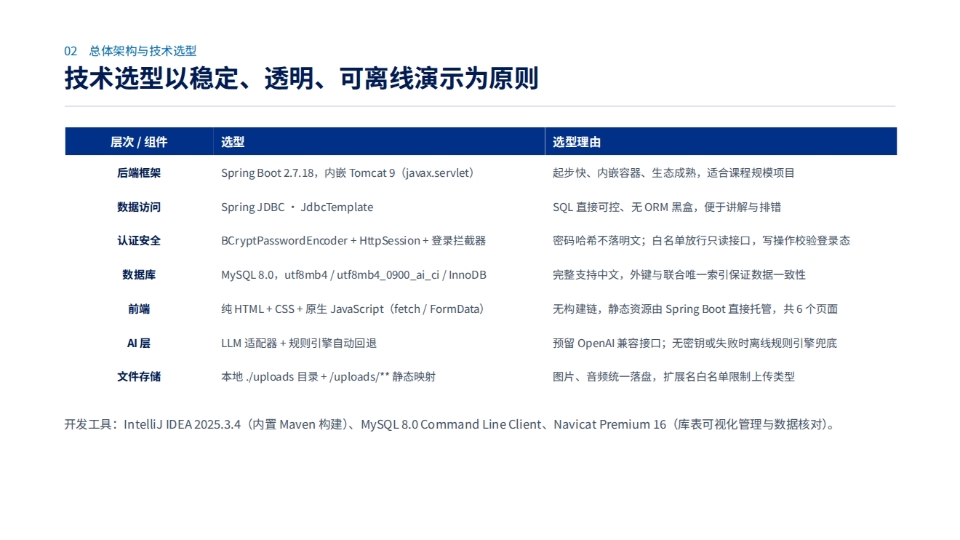 02 总体架构与技术选型
技术选型以稳定、透明、可离线演示为原则
层次 / 组件 选型 选型理由
后端框架 Spring Boot 2.7.18，内嵌 Tomcat 9（javax.servlet） 起步快、内嵌容器、生态成熟，适合课程规模项目
数据访问 Spring JDBC · JdbcTemplate SQL 直接可控、无 ORM 黑盒，便于讲解与排错
认证安全 BCryptPasswordEncoder + HttpSession + 登录拦截器 密码哈希不落明文；白名单放行只读接口，写操作校验登录态
数据库 MySQL 8.0，utf8mb4 / utf8mb4_0900_ai_ci / InnoDB 完整支持中文，外键与联合唯一索引保证数据一致性
前端 纯 HTML + CSS + 原生 JavaScript（fetch / FormData） 无构建链，静态资源由 Spring Boot 直接托管，共 6 个页面
AI 层 LLM 适配器 + 规则引擎自动回退 预留 OpenAI 兼容接口；无密钥或失败时离线规则引擎兜底
文件存储 本地 ./uploads 目录 + /uploads/** 静态映射 图片、音频统一落盘，扩展名白名单限制上传类型
开发工具：IntelliJ IDEA 2025.3.4（内置 Maven 构建）、MySQL 8.0 Command Line Client、Navicat Premium 16（库表可视化管理与数据核对）。